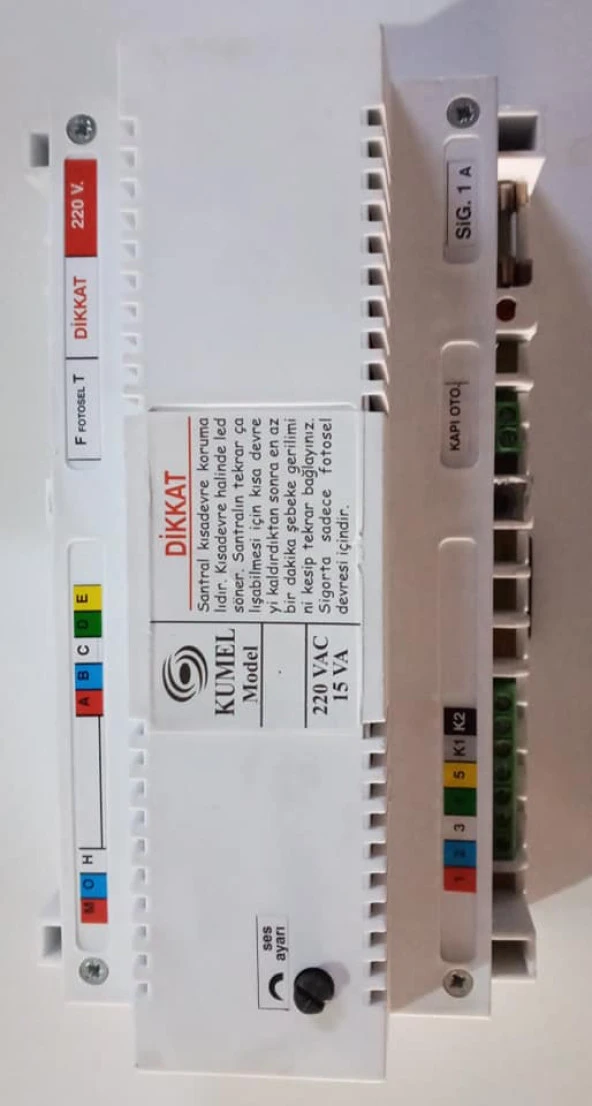 M O H
A B C D E
F FOTOSEL T
DİKKAT
220 V.
KUMEL
Model
220 VAC
15 VA
DİKKAT
Santral kısadevre koruma
lıdır. Kısadevre halinde led
söner. Santralın tekrar ça
lışabilmesi için kısa devre
yi kaldırdıktan sonra en az
bir dakika şebeke gerilimi
ni kesip tekrar bağlayınız.
Sigorta sadece fotosel
devresi içindir.
ses
ayarı
1 2 3 4 5 K1 K2
KAPI OTO.
SiG. 1 A